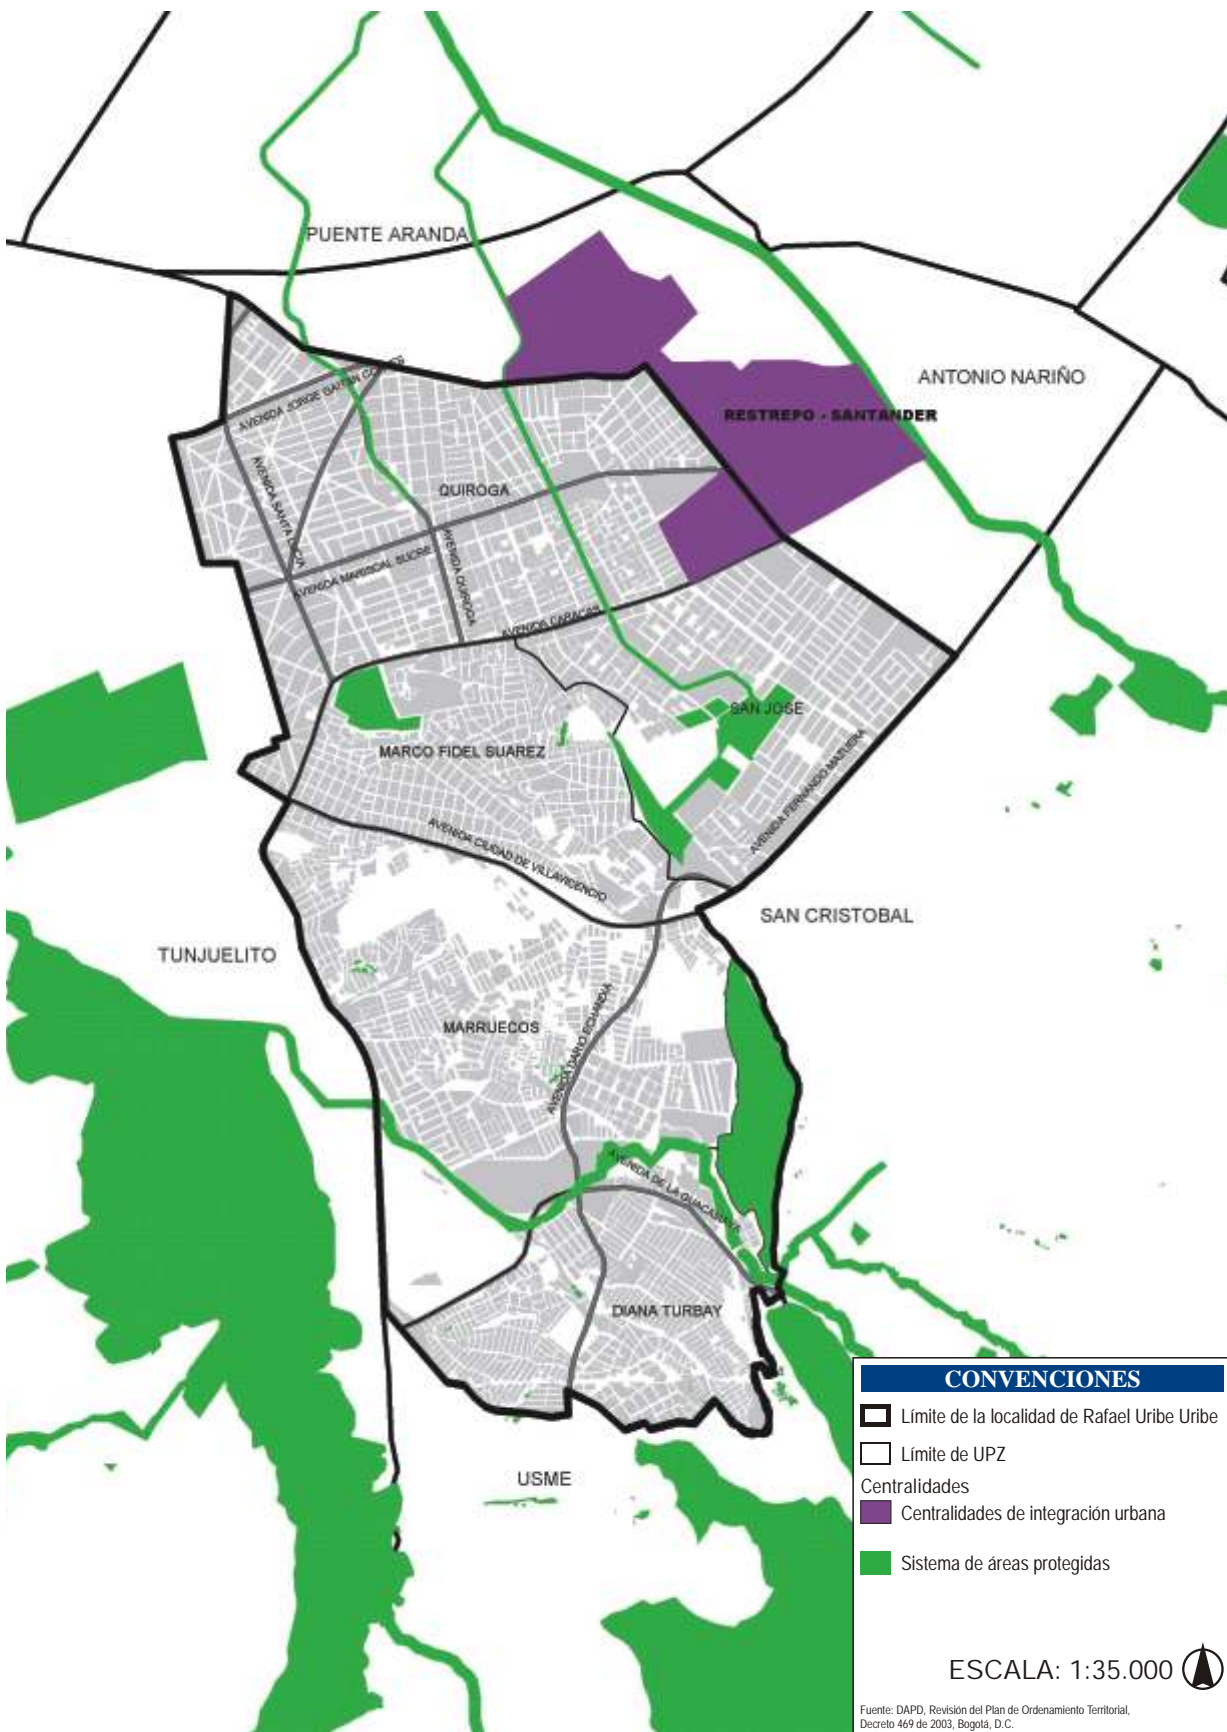 PUENTE ARANDA
ANTONIO NARIÑO
RESTREPO - SANTANDER
AVENIDA JORGE GAITAN CORTES
AVENIDA SANTA LUCIA
QUIROGA
AVENIDA MARISCAL SUCRE
AVENIDA QUIROGA
AVENIDA CARACAS
SAN JOSE
MARCO FIDEL SUAREZ
AVENIDA FERNANDO MAZUERA
AVENIDA CIUDAD DE VILLAVICENCIO
SAN CRISTOBAL
TUNJUELITO
MARRUECOS
AVENIDA DARIO ECHANDIA
AVENIDA DE LA GUACAMAYA
DIANA TURBAY
USME
CONVENCIONES
Límite de la localidad de Rafael Uribe Uribe
Límite de UPZ
Centralidades
Centralidades de integración urbana
Sistema de áreas protegidas
ESCALA: 1:35.000
Fuente: DAPD, Revisión del Plan de Ordenamiento Territorial,
Decreto 469 de 2003, Bogotá, D.C.